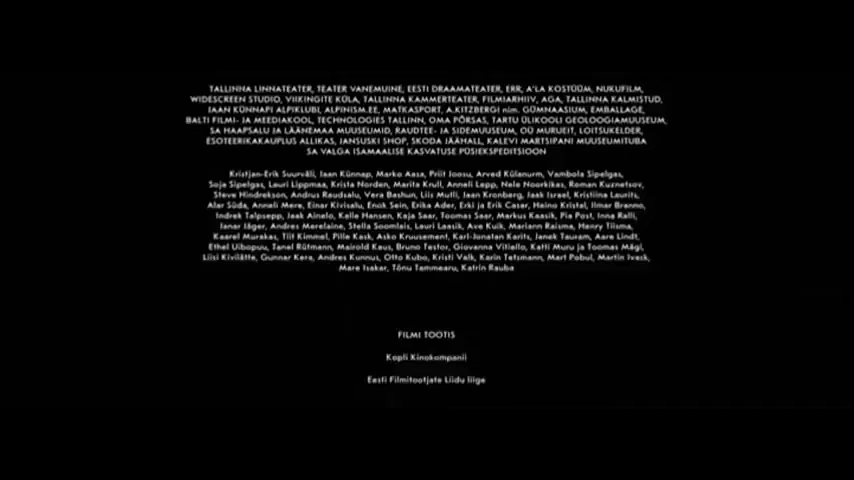 TALLINNA LINNATEATER, TEATER VANEMUINE, EESTI DRAAMATEATER, ERR, A'LA KOSTÜÜM, NUKUFILM,
WIDESCREEN STUDIO, VIIKINGITE KÜLA, TALLINNA KAMMERTEATER, FILMIARHIIV, AGA, TALLINNA KALMISTUD,
JAAN KÜNNAPI ALPIKLUBI, ALPINISM.EE, MATKASPORT, A.KITZBERGI nim. GÜMNAASIUM, EMBALLAGE,
BALTI FILMI- JA MEEDIAKOOL, TECHNOLOGIES TALLINN, OMA PÕRSAS, TARTU ÜLIKOOLI GEOLOOGIAMUUSEUM,
SA HAAPSALU JA LÄÄNEMAA MUUSEUMID, RAUDTEE- JA SIDEMUUSEUM, OÜ MURUEIT, LOITSUKELDER,
ESOTEERIKAKAUPLUS ALLIKAS, JANSUSKI SHOP, SKODA JÄÄHALL, KALEVI MARTSIPANI MUUSEUMITUBA
SA VALGA ISAMAALISE KASVATUSE PÜSIEKSPEDITSIOON
Kristjan-Erik Suurväli, Jaan Künnap, Marko Aasa, Priit Joosu, Arved Külanurm, Vambola Sipelgas,
Soja Sipelgas, Lauri Lippmaa, Krista Norden, Marita Krull, Anneli Lepp, Nele Noorkikas, Roman Kuznetsov,
Steve Hindrekson, Andrus Raudsalu, Vera Bashun, Liis Mutli, Jaan Kronberg, Jaak Israel, Kristiina Laurits,
Alar Süda, Anneli Mere, Einar Kivisalu, Enok Sein, Erika Ader, Erki ja Erik Casar, Heino Kristal, Ilmar Branno,
Indrek Talpsepp, Jaak Ainelo, Kalle Hansen, Kaja Saar, Toomas Saar, Markus Kaasik, Pia Post, Inna Ralli,
Janar Jäger, Andres Merelaine, Stella Soomlais, Lauri Laasik, Ave Kuik, Mariann Raisma, Henry Tiisma,
Kaarel Murakas, Tiit Kimmel, Pille Kask, Asko Kruusement, Karl-Jonatan Karits, Janek Tauram, Aare Lindt,
Ethel Uibopuu, Tanel Rütmann, Mairold Kaus, Bruno Testor, Giovanna Vitiello, Katti Muru ja Toomas Mägi,
Liisi Kivilätte, Gunnar Kera, Andres Kunnus, Otto Kubo, Kristi Valk, Karin Tetsmann, Mart Pabul, Martin Ivask,
Mare Isakar, Tõnu Tammearu, Katrin Rauba
FILMI TOOTIS
Kopli Kinokompanii
Eesti Filmitootjate Liidu liige